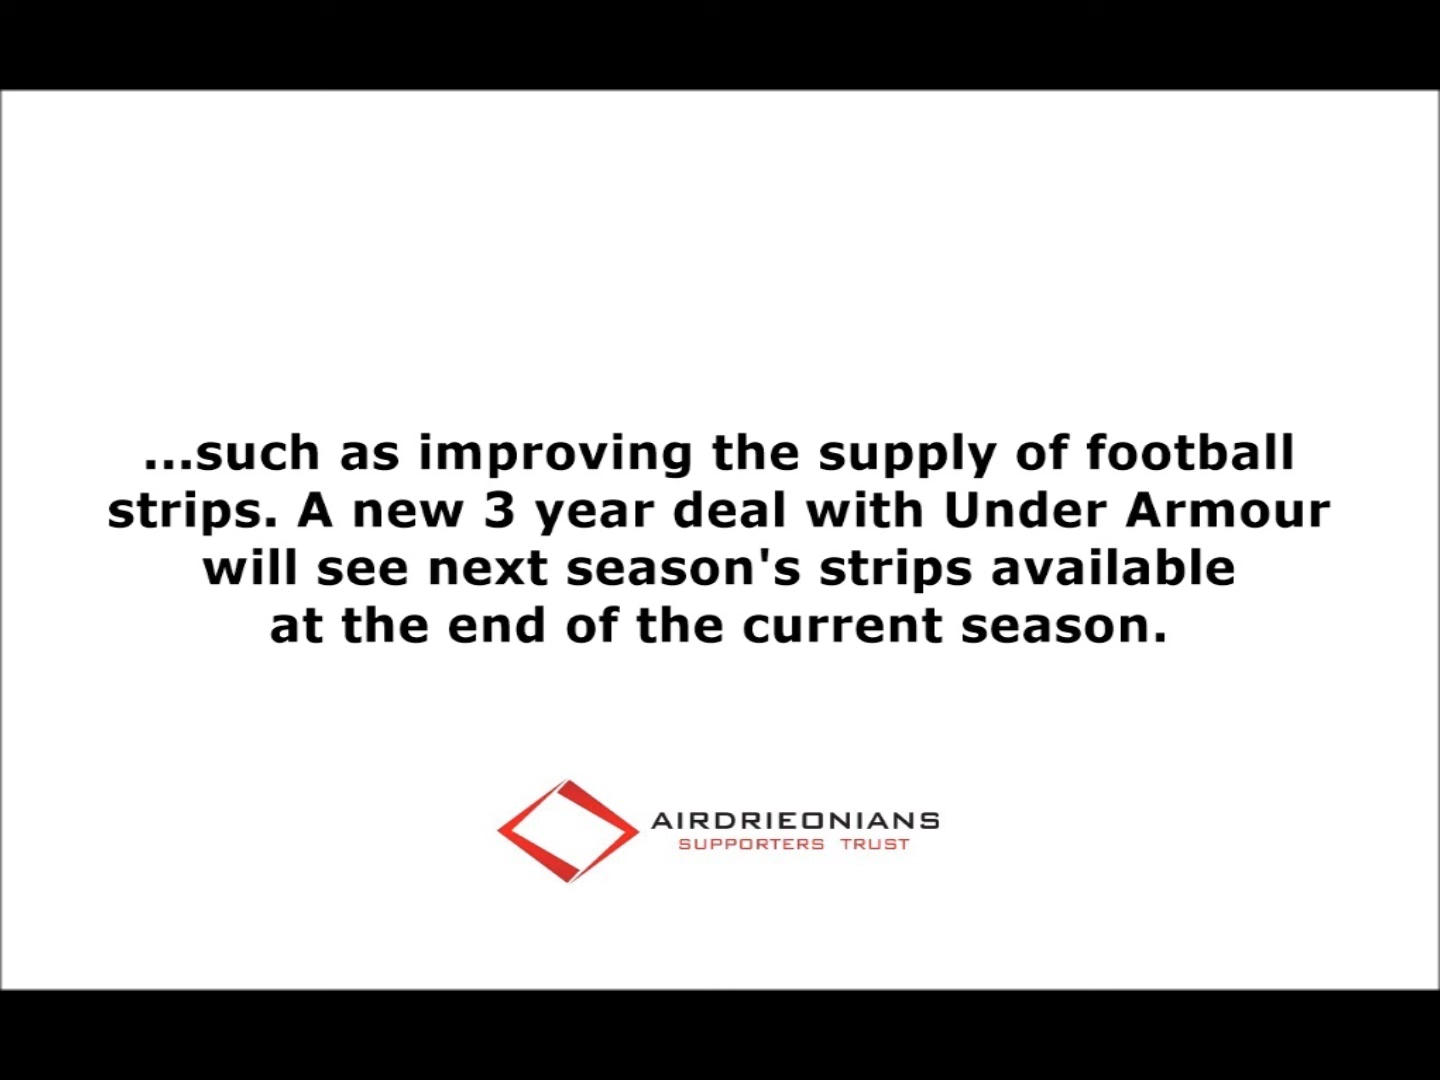 ...such as improving the supply of football
strips. A new 3 year deal with Under Armour
will see next season's strips available
at the end of the current season.
AIRDRIEONIANS
SUPPORTERS TRUST